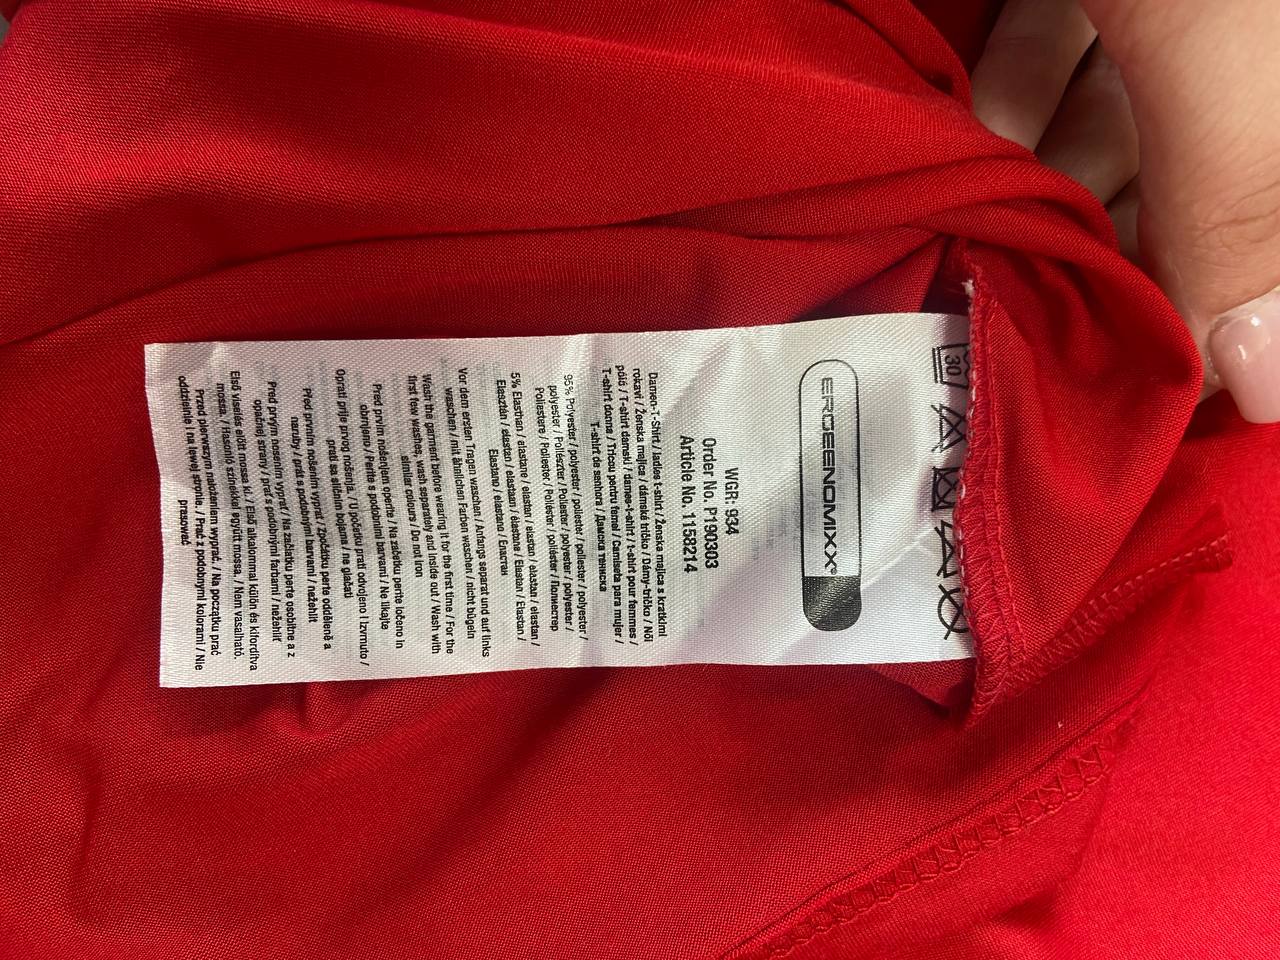 30
ERGEENOMIXX®
WGR: 934
Order No. P190303
Article No. 1158214
Damen-T-Shirt / ladies t-shirt / Ženska majica s kratkimi
rokavi / Ženska majica / dámské tričko / Dámy-tričko / Női
póló / T-shirt damski / dames-t-shirt / t-shirt pour femmes /
T-shirt donna / Tricou pentru femei / Camiseta para mujer /
T-shirt de senhora / Дамска тениска
95% Polyester / polyester / poliester / poliester / polyester /
polyester / Poliészter / Poliester / polyester / polyester /
Poliestere / Poliester / Poliéster / Poliéster / Полиестер
5% Elasthan / elastane / elastan / elastan / elastan / elastan /
Elasztán / elastan / elastaan / élastane / Elastan / Elastan /
Elastano / elastano / Еластан
Vor dem ersten Tragen waschen / Anfangs separat und auf links
waschen / mit ähnlichen Farben waschen / nicht bügeln
Wash the garment before wearing it for the first time / For the
first few washes, wash separately and inside out / Wash with
similar colours / Do not iron
Pred prvim nošenjem operite / Na začetku perite ločeno in
obrnjeno / Perite s podobnimi barvami / Ne likajte
Oprati prije prvog nošenja. / U početku prati odvojeno i izvrnuto /
prati sa sličnim bojama / ne glačati
Před prvním nošením vyprat / Zpočátku perte odděleně a
naruby / prát s podobnými barvami / nežehlit
Pred prvým nosením vyprať / Na začiatku perte osobitne a z
opačnej strany / prať s podobnými farbami / nežehliť
Első viselés előtt mossa ki. / Első alkalommal külön és kifordítva
mossa. / Hasonló színekkel együtt mossa. / Nem vasalható.
Przed pierwszym nałożeniem wyprać. / Na początku prać
oddzielnie i na lewej stronie. / Prać z podobnymi kolorami / Nie
prasować